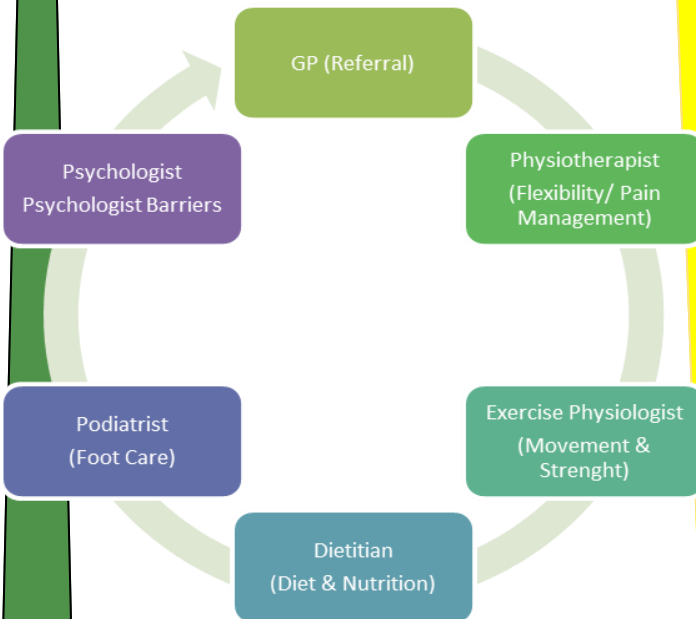 GP (Referral)
Physiotherapist
(Flexibility/ Pain
Management)
Exercise Physiologist
(Movement &
Strenght)
Dietitian
(Diet & Nutrition)
Podiatrist
(Foot Care)
Psychologist
Psychologist Barriers